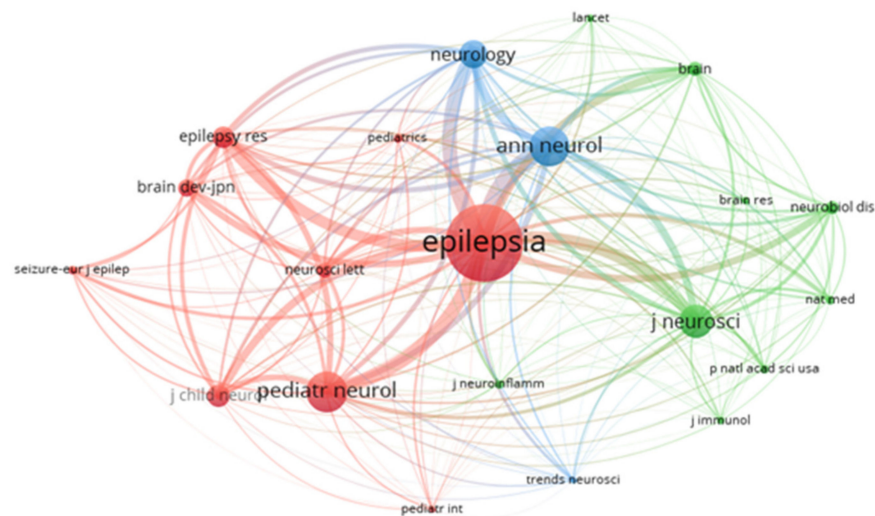 lancet
neurology
brain
epilepsy res
pediatrics
ann neurol
brain dev-jpn
brain res
neurobiol dis
epilepsia
seizure-eur j epilep
neurosci lett
nat med
j neurosci
p natl acad sci usa
j neuroinflamm
pediatr neurol
j child neurol
j immunol
trends neurosci
pediatr int